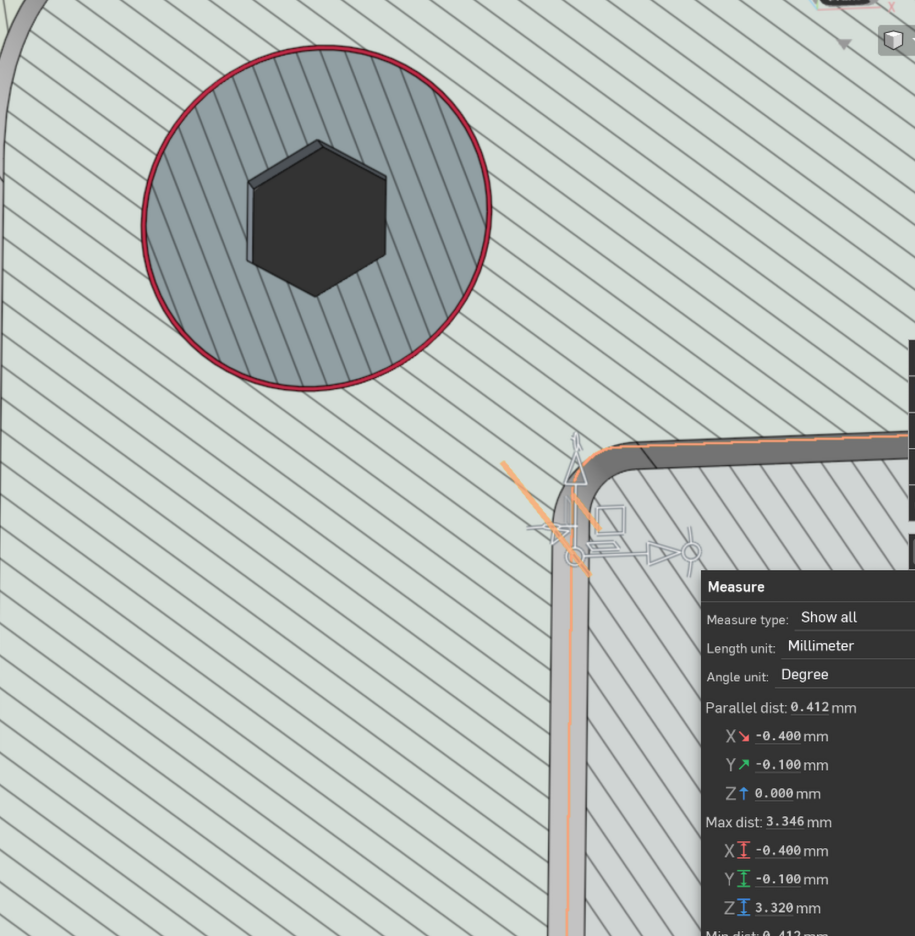 X
Measure
Measure type: Show all
Length unit: Millimeter
Angle unit: Degree
Parallel dist: 0.412 mm
X -0.400 mm
Y -0.100 mm
Z 0.000 mm
Max dist: 3.346 mm
X -0.400 mm
Y -0.100 mm
Z 3.320 mm
Min dist: 0.412 mm